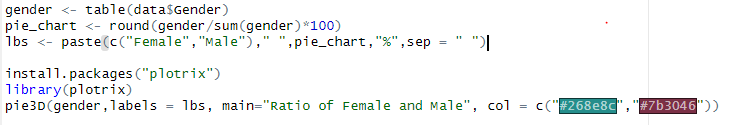 gender <- table(data$Gender)
pie_chart <- round(gender/sum(gender)*100)
lbs <- paste(c("Female","Male")," ",pie_chart,"%",sep = " ")
install.packages("plotrix")
library(plotrix)
pie3D(gender,labels = lbs, main="Ratio of Female and Male", col = c("#268e8c","#7b3046"))